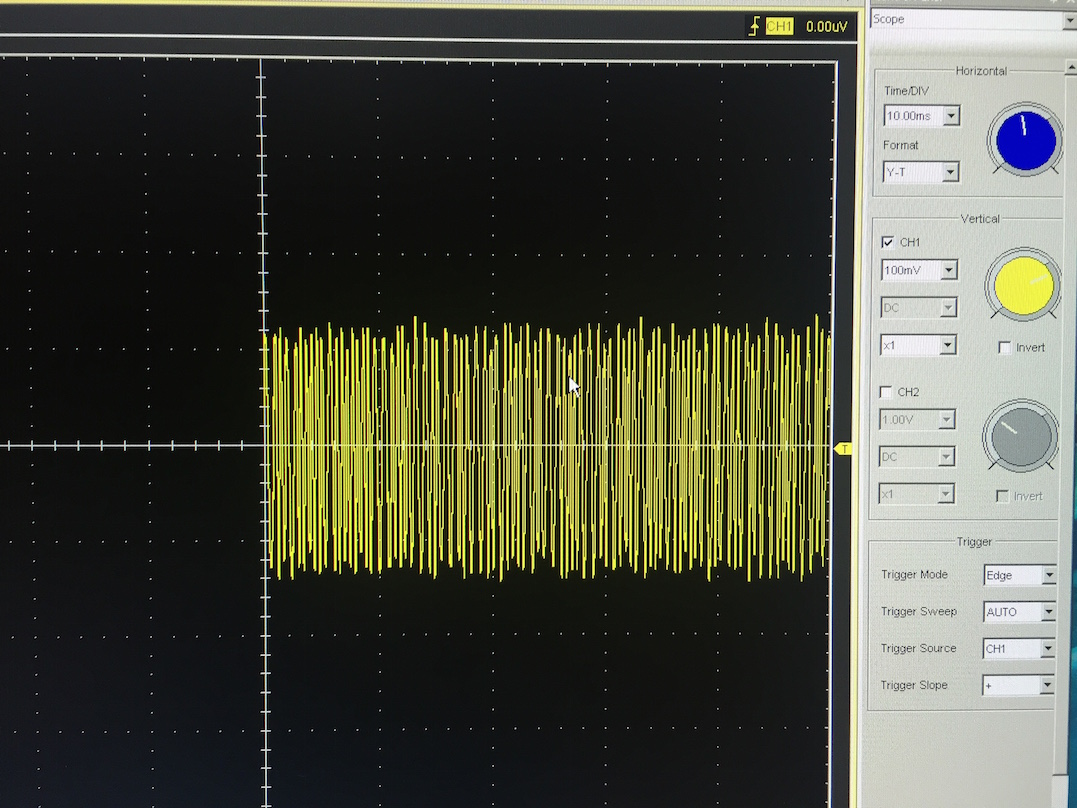 CH1 0.00uV
Scope
Horizontal
Time/DIV
10.00ms
Format
Y-T
Vertical
CH1
100mV
DC
x1
Invert
CH2
1.00V
DC
x1
Invert
Trigger
Trigger Mode Edge
Trigger Sweep AUTO
Trigger Source CH1
Trigger Slope +
T